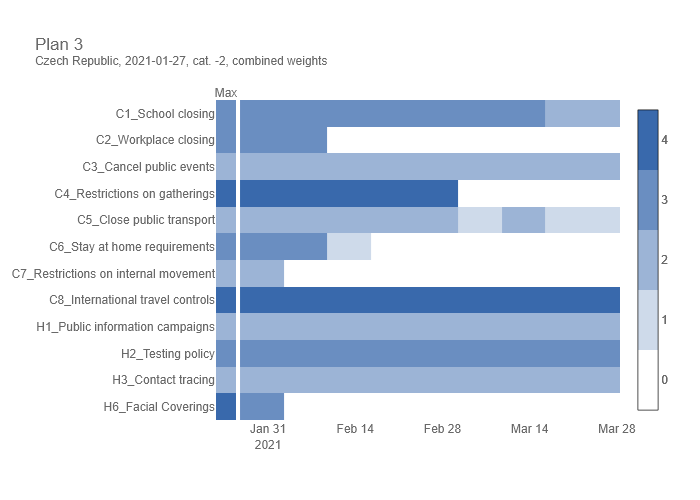 Plan 3
Czech Republic, 2021-01-27, cat. -2, combined weights
Max
C1_School closing
C2_Workplace closing
C3_Cancel public events
C4_Restrictions on gatherings
C5_Close public transport
C6_Stay at home requirements
C7_Restrictions on internal movement
C8_International travel controls
H1_Public information campaigns
H2_Testing policy
H3_Contact tracing
H6_Facial Coverings
4
3
2
1
0
Jan 31 Feb 14 Feb 28 Mar 14 Mar 28
2021